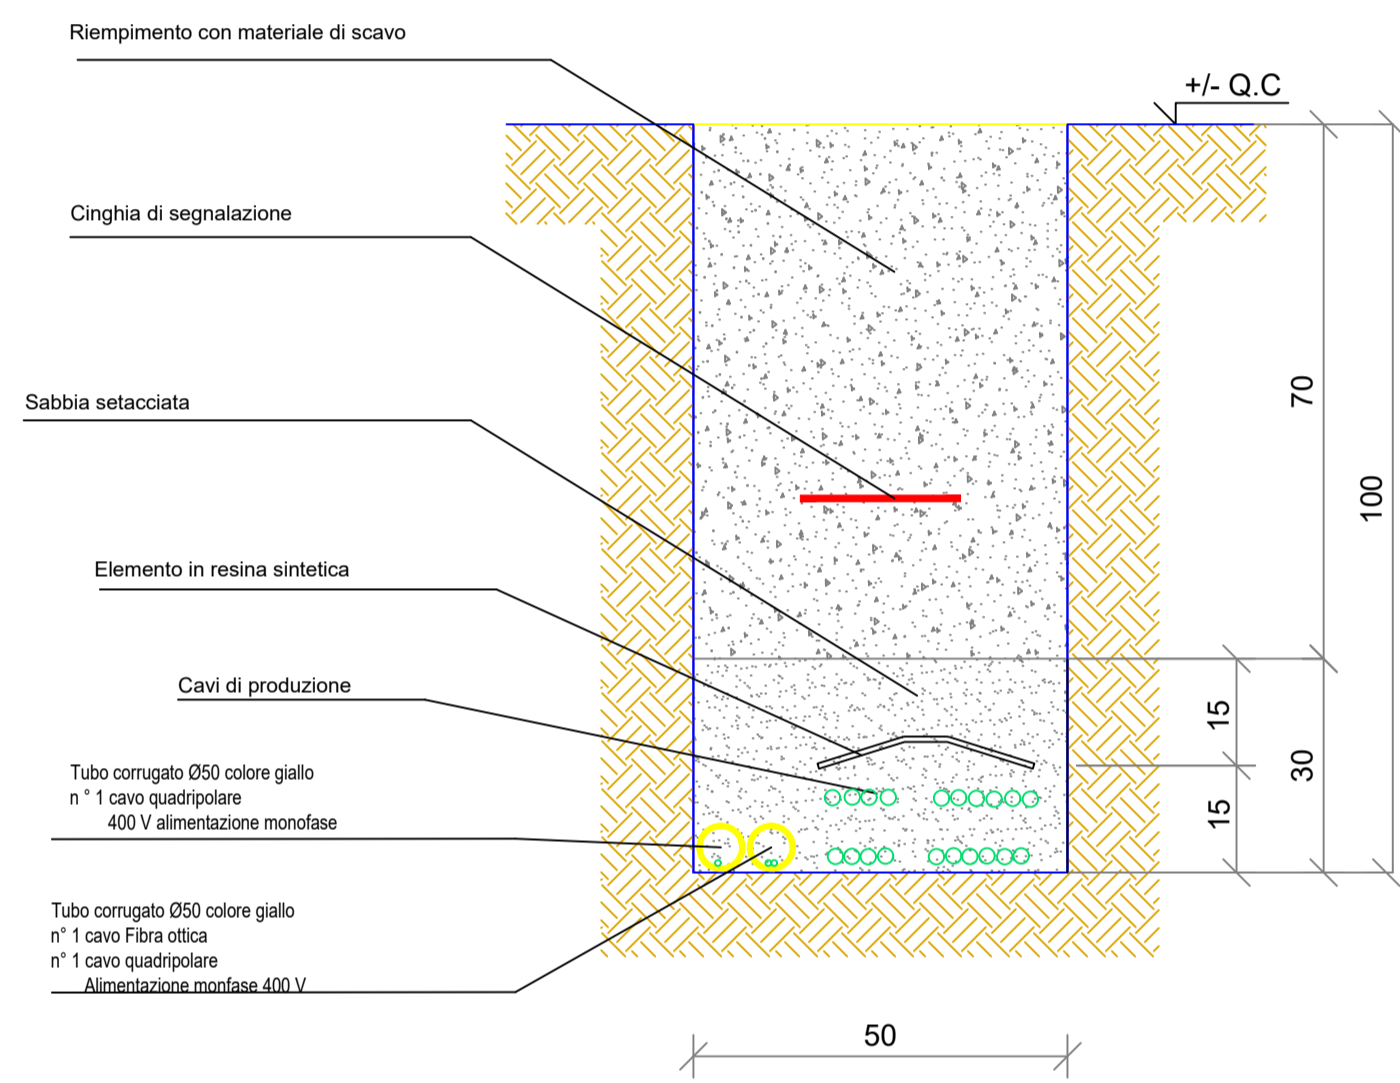 Riempimento con materiale di scavo
+/- Q.C
Cinghia di segnalazione
70
Sabbia setacciata
100
Elemento in resina sintetica
Cavi di produzione
15
30
15
Tubo corrugato Ø50 colore giallo
n ° 1 cavo quadripolare
400 V alimentazione monofase
Tubo corrugato Ø50 colore giallo
n° 1 cavo Fibra ottica
n° 1 cavo quadripolare
Alimentazione monfase 400 V
50